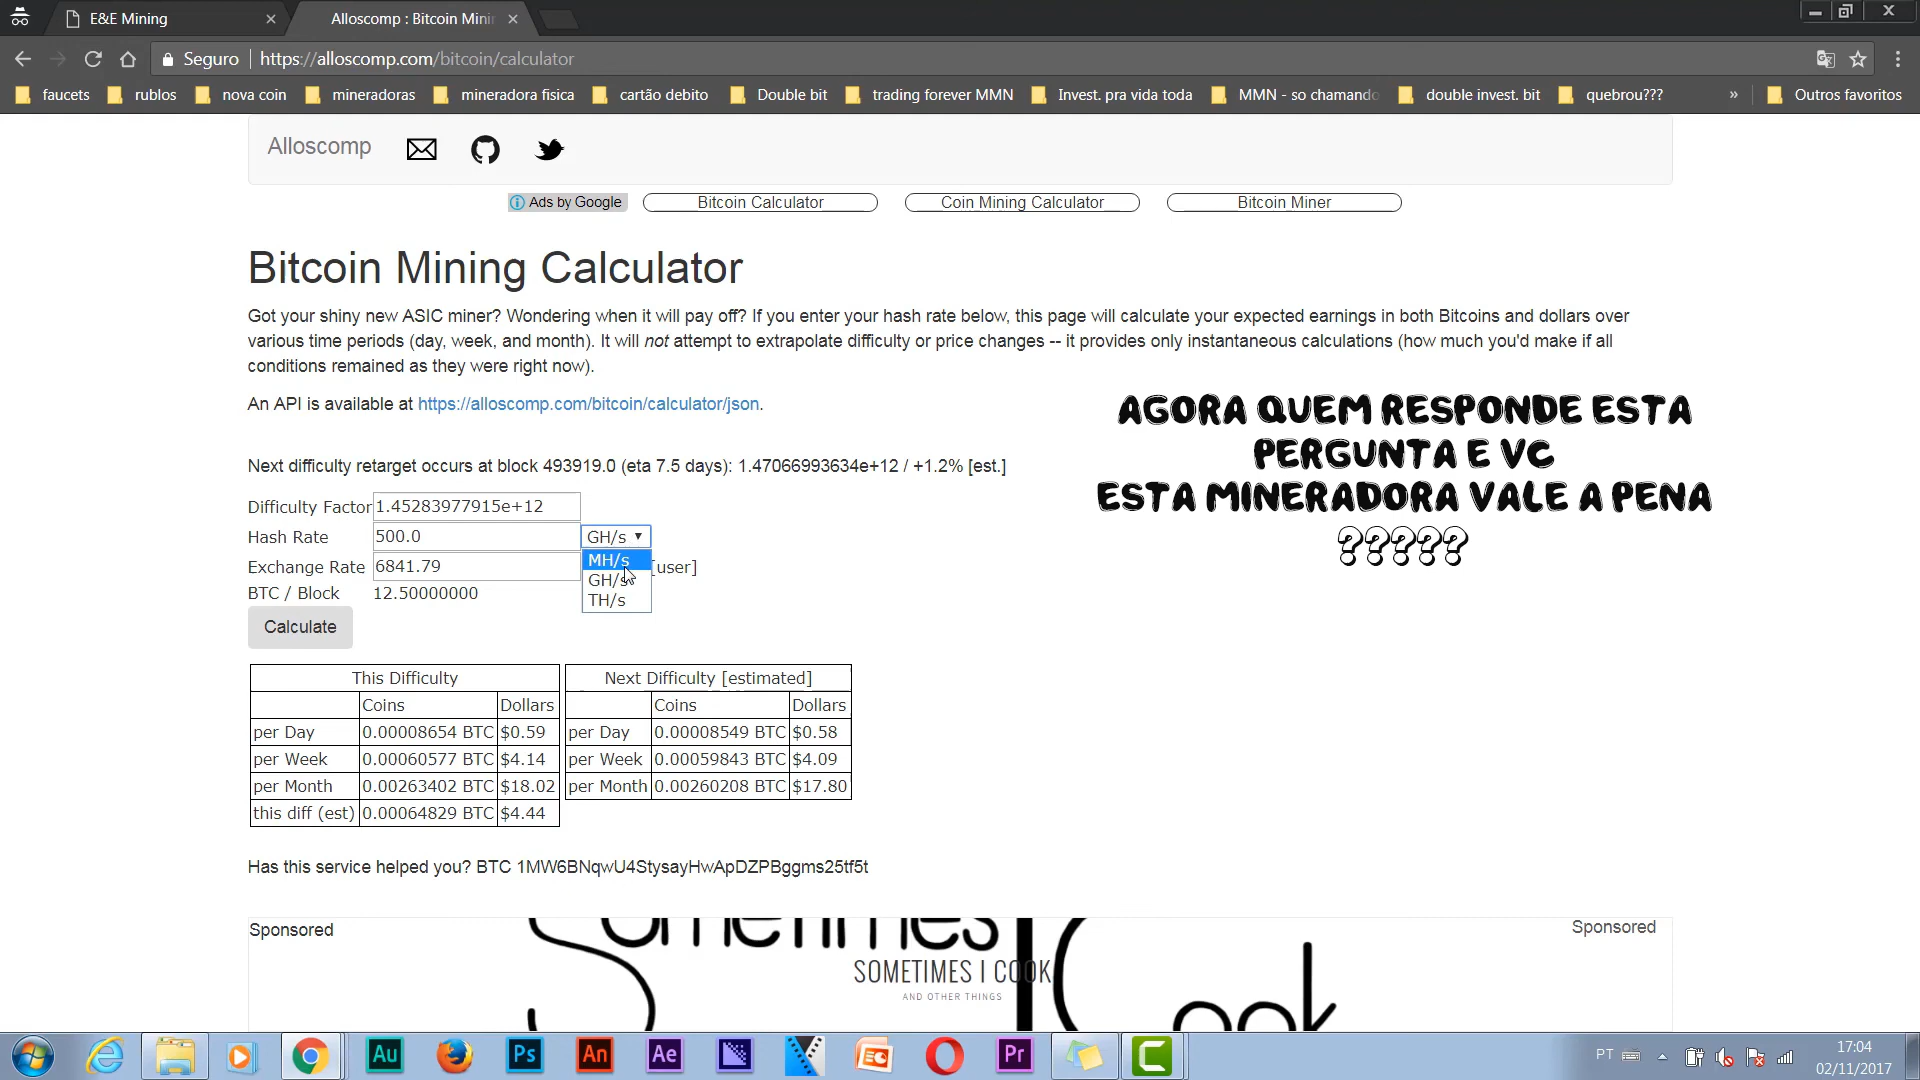 E&E Mining
Alloscomp : Bitcoin Minin
Seguro
https://alloscomp.com/bitcoin/calculator
faucets
rublos
nova coin
mineradoras
mineradora fisica
cartão debito
Double bit
trading forever MMN
Invest. pra vida toda
MMN - so chamando
double invest. bit
quebrou???
»
Outros favoritos
Alloscomp
Ads by Google
Bitcoin Calculator
Coin Mining Calculator
Bitcoin Miner
Bitcoin Mining Calculator
Got your shiny new ASIC miner? Wondering when it will pay off? If you enter your hash rate below, this page will calculate your expected earnings in both Bitcoins and dollars over
various time periods (day, week, and month). It will not attempt to extrapolate difficulty or price changes -- it provides only instantaneous calculations (how much you'd make if all
conditions remained as they were right now).
An API is available at https://alloscomp.com/bitcoin/calculator/json.
AGORA QUEM RESPONDE ESTA
PERGUNTA E VC
ESTA MINERADORA VALE A PENA
?????
Next difficulty retarget occurs at block 493919.0 (eta 7.5 days): 1.47066993634e+12 / +1.2% [est.]
Difficulty Factor 1.45283977915e+12
Hash Rate 500.0 GH/s
MH/s
Exchange Rate 6841.79 [user]
GH/s
BTC / Block 12.50000000
TH/s
Calculate
This Difficulty
Coins Dollars
per Day 0.00008654 BTC $0.59
per Week 0.00060577 BTC $4.14
per Month 0.00263402 BTC $18.02
this diff (est) 0.00064829 BTC $4.44
Next Difficulty [estimated]
Coins Dollars
per Day 0.00008549 BTC $0.58
per Week 0.00059843 BTC $4.09
per Month 0.00260208 BTC $17.80
Has this service helped you? BTC 1MW6BNqwU4StysayHwApDZPBggms25tf5t
Sponsored
Sponsored
Sometimes I Cook
SOMETIMES I COOK
AND OTHER THINGS
Au
Ps
An
Ae
Pr
PT
17:04
02/11/2017